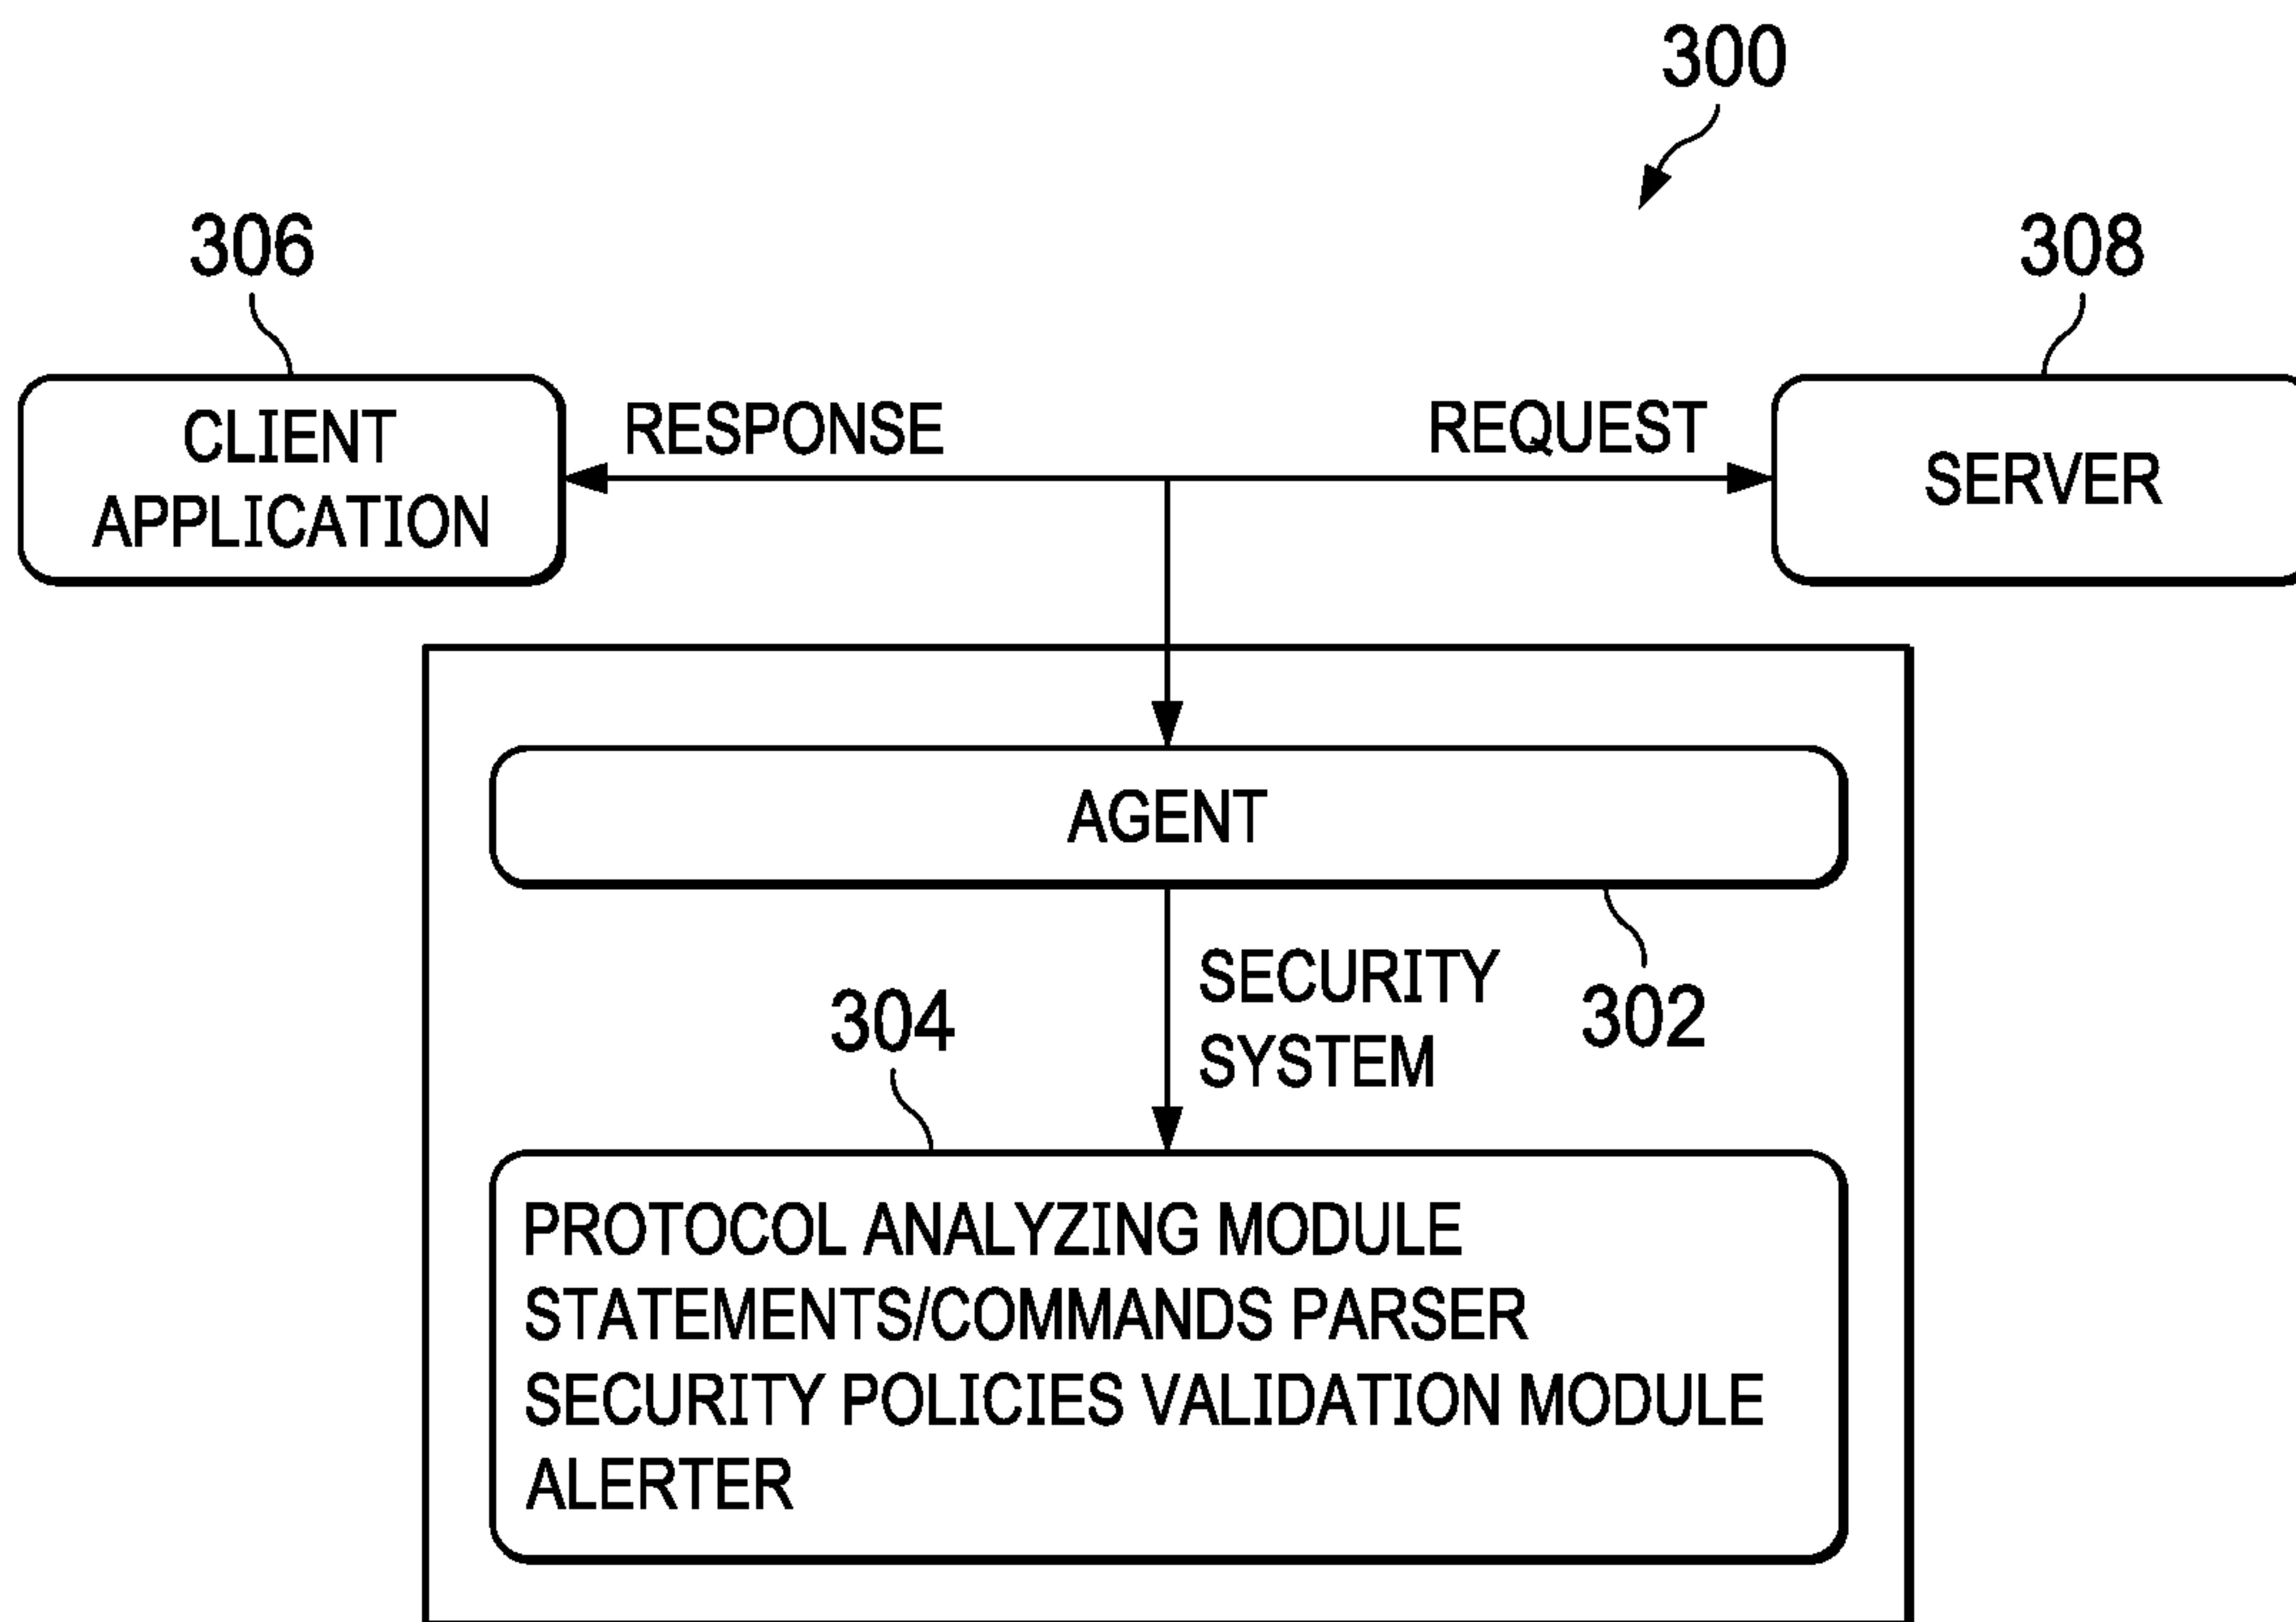 300
306
308
CLIENT
APPLICATION
RESPONSE
REQUEST
SERVER
AGENT
SECURITY
SYSTEM
302
304
PROTOCOL ANALYZING MODULE
STATEMENTS/COMMANDS PARSER
SECURITY POLICIES VALIDATION MODULE
ALERTER